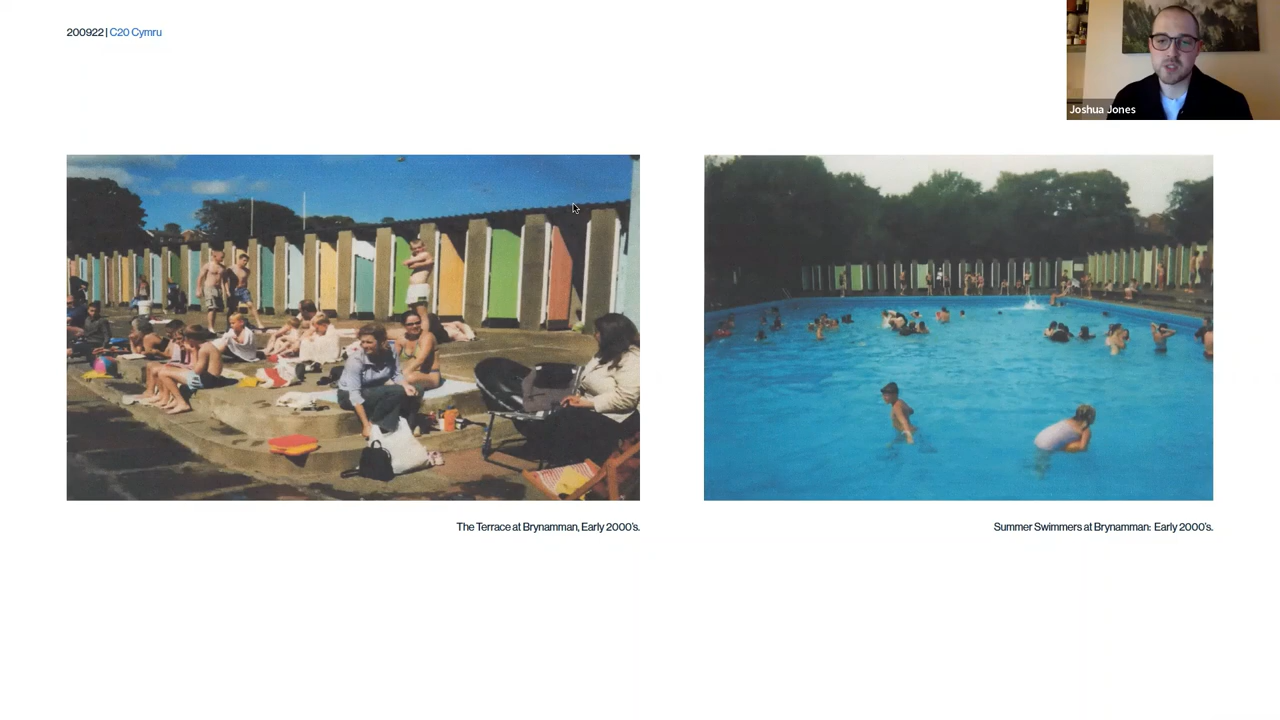 200922 | C20 Cymru
Joshua Jones
The Terrace at Brynamman, Early 2000's.
Summer Swimmers at Brynamman: Early 2000's.